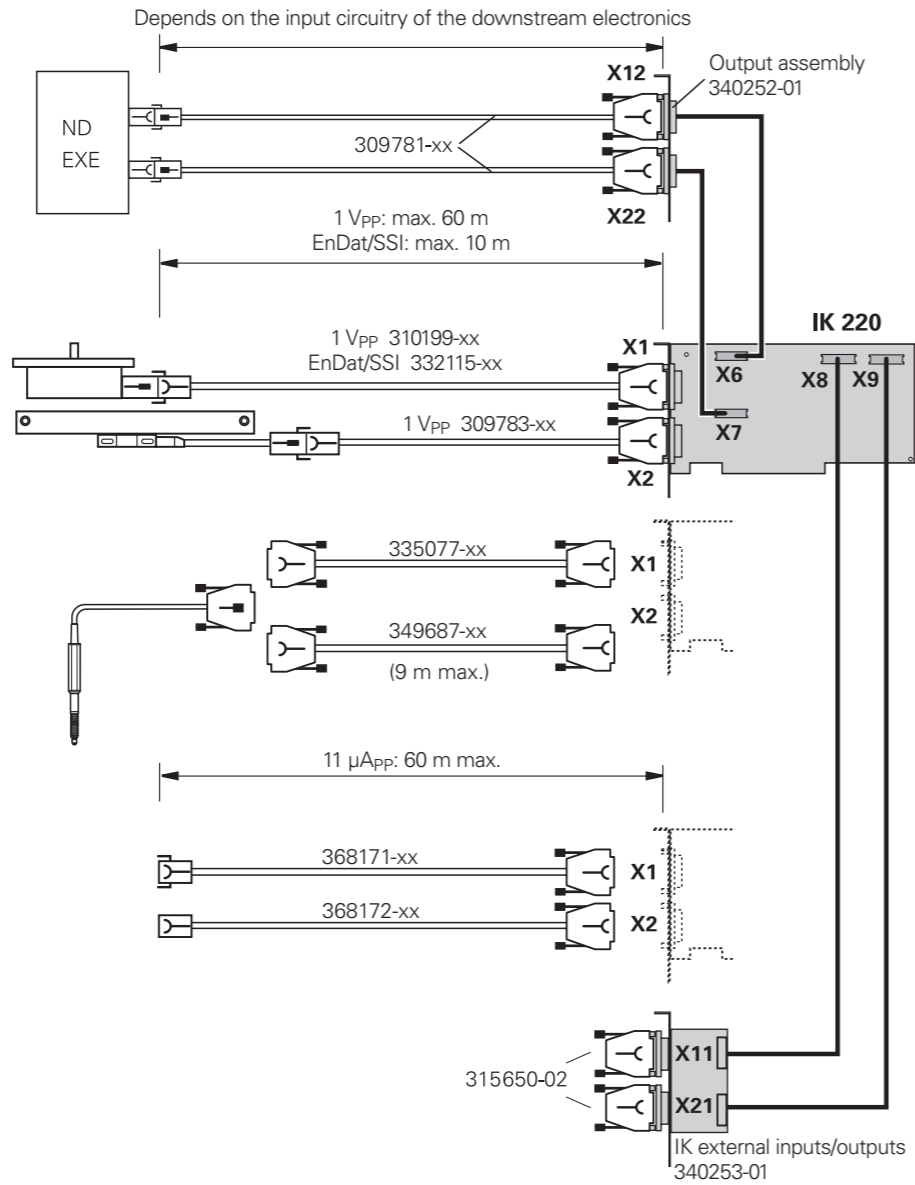 Depends on the input circuitry of the downstream electronics
X12
Output assembly
340252-01
ND
EXE
309781-xx
X22
1 VPP: max. 60 m
EnDat/SSI: max. 10 m
IK 220
1 VPP 310199-xx
EnDat/SSI 332115-xx
X1
X6
X8 X9
1 VPP 309783-xx
X7
X2
335077-xx
X1
X2
349687-xx
(9 m max.)
11 µAPP: 60 m max.
368171-xx
X1
368172-xx
X2
X11
315650-02
X21
IK external inputs/outputs
340253-01